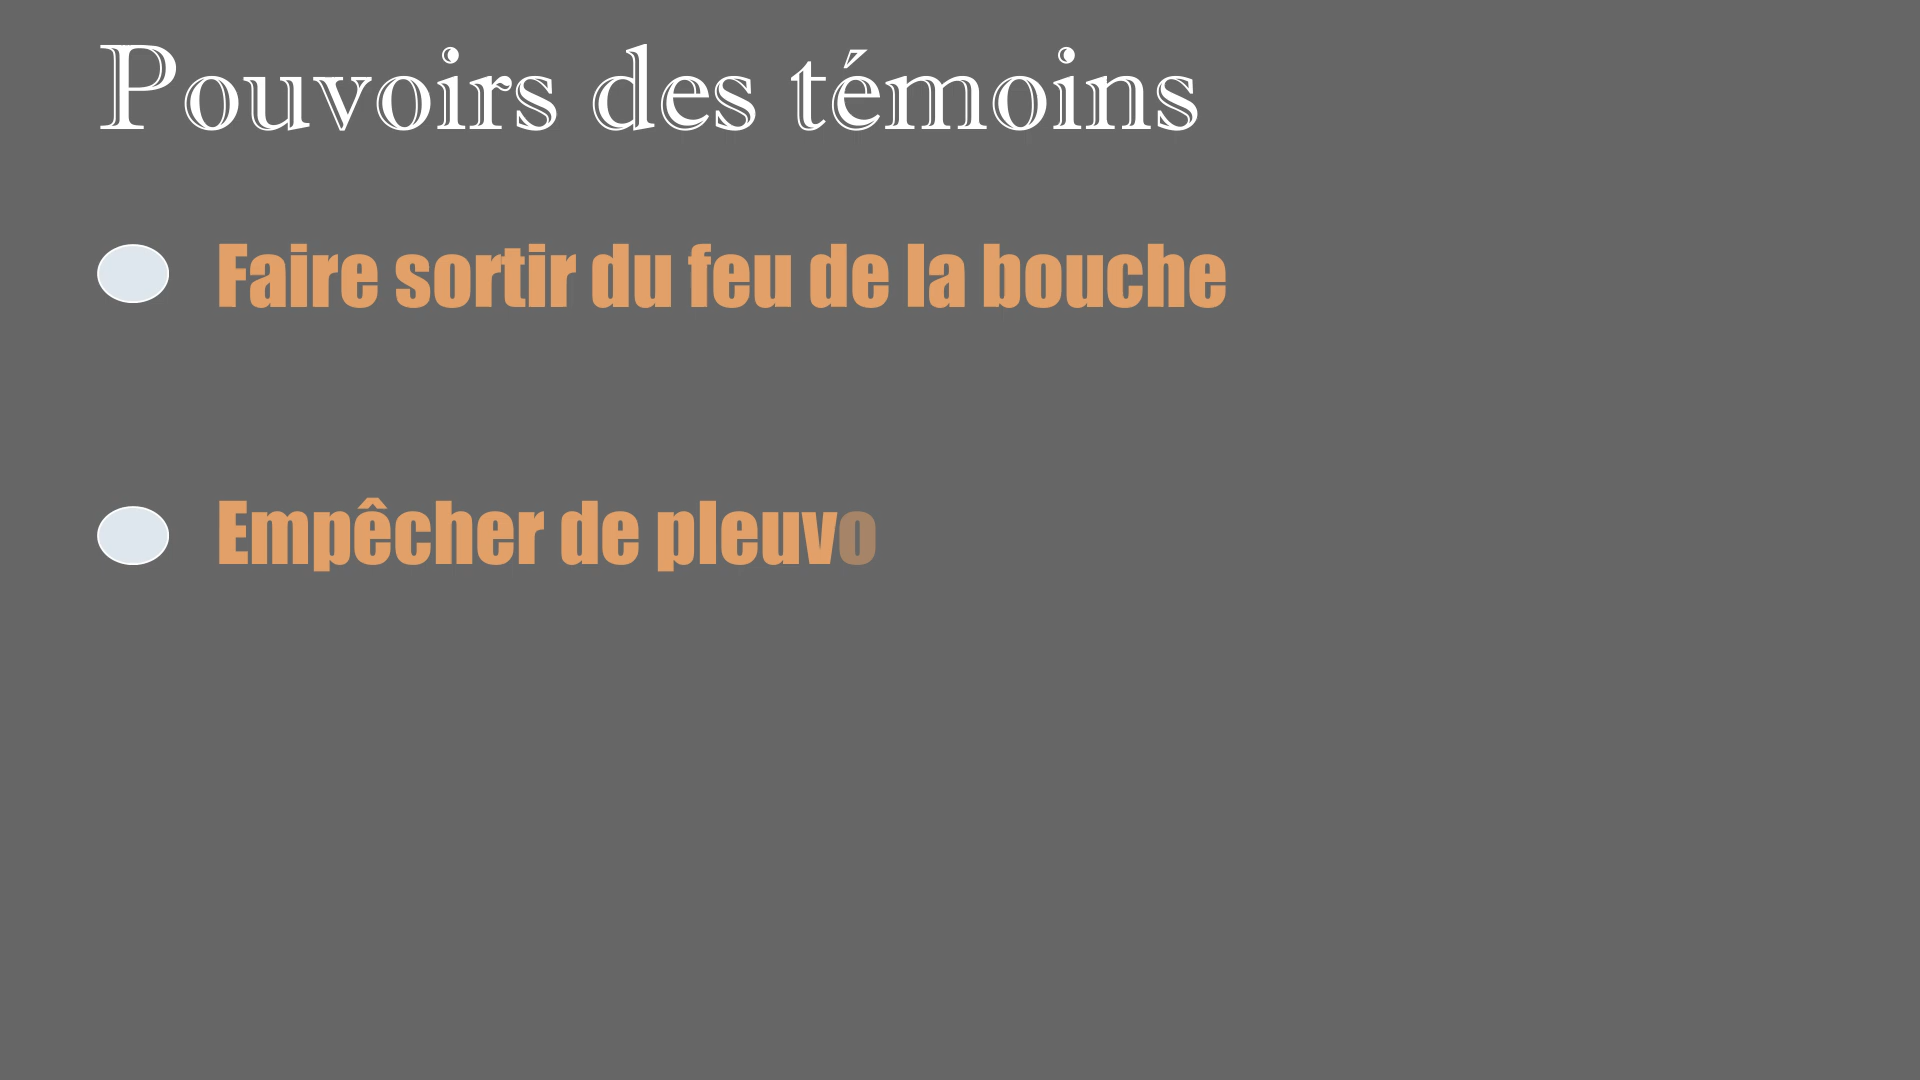 Pouvoirs des témoins
Faire sortir du feu de la bouche
Empêcher de pleuvo